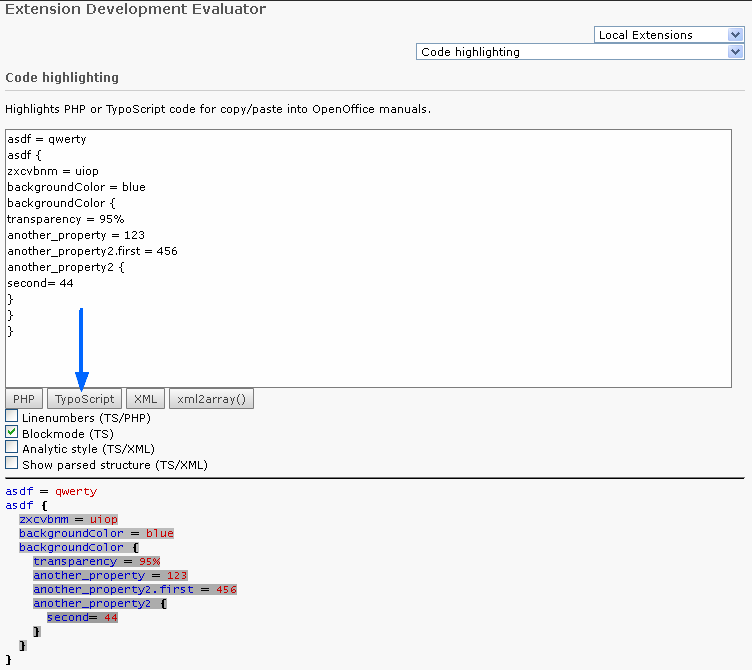 Extension Development Evaluator
Local Extensions
Code highlighting
Code highlighting
Highlights PHP or TypoScript code for copy/paste into OpenOffice manuals.
asdf = qwerty
asdf {
zxcvbnm = uiop
backgroundColor = blue
backgroundColor {
transparency = 95%
another_property = 123
another_property2.first = 456
another_property2 {
second= 44
}
}
}
PHP TypoScript XML xml2array()
Linenumbers (TS/PHP)
Blockmode (TS)
Analytic style (TS/XML)
Show parsed structure (TS/XML)
asdf = qwerty
asdf {
zxcvbnm = uiop
backgroundColor = blue
backgroundColor {
transparency = 95%
another_property = 123
another_property2.first = 456
another_property2 {
second= 44
}
}
}